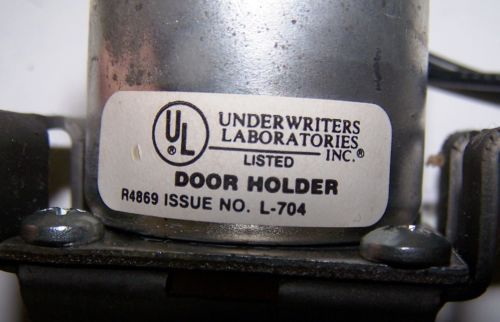 UL
®
UNDERWRITERS
LABORATORIES
INC.®
LISTED
DOOR HOLDER
R4869 ISSUE NO. L-704